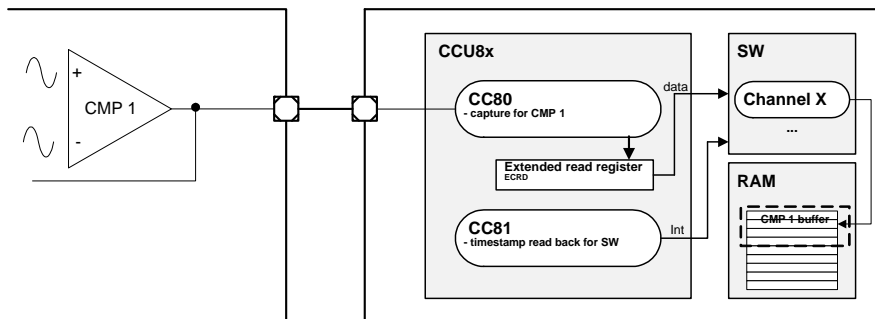 CCU8x
SW
+
CMP 1
-
CC80
- capture for CMP 1
data
Channel X
...
Extended read register
ECRD
RAM
CMP 1 buffer
CC81
- timestamp read back for SW
Int